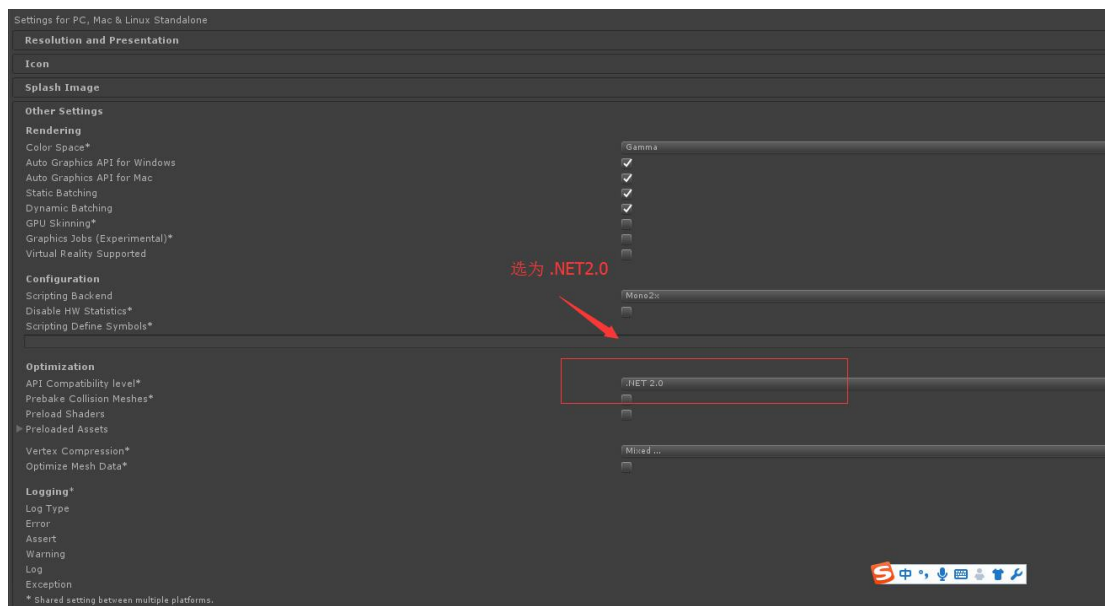 Settings for PC, Mac & Linux Standalone
Resolution and Presentation
Icon
Splash Image
Other Settings
Rendering
Color Space* Gamma
Auto Graphics API for Windows
Auto Graphics API for Mac
Static Batching
Dynamic Batching
GPU Skinning*
Graphics Jobs (Experimental)*
Virtual Reality Supported
选为 .NET2.0
Configuration
Scripting Backend Mono2x
Disable HW Statistics*
Scripting Define Symbols*
Optimization
API Compatibility level* .NET 2.0
Prebake Collision Meshes*
Preload Shaders
Preloaded Assets
Vertex Compression* Mixed ...
Optimize Mesh Data*
Logging*
Log Type
Error
Assert
Warning
Log
Exception
中
* Shared setting between multiple platforms.